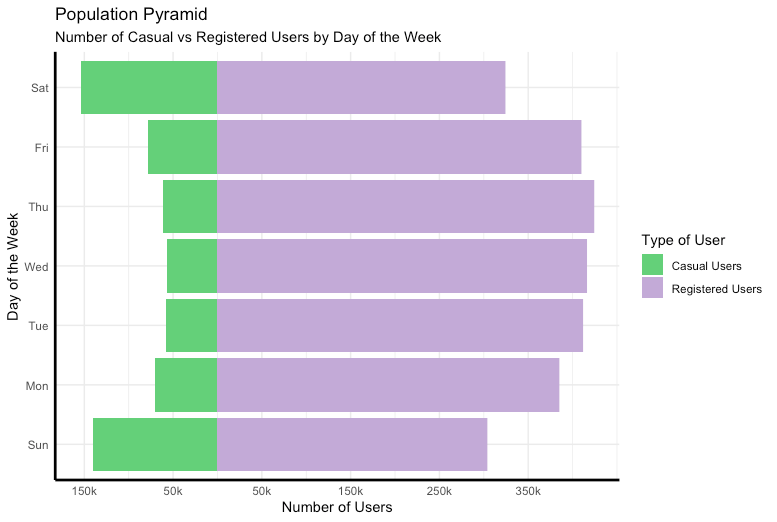 Population Pyramid
Number of Casual vs Registered Users by Day of the Week
Day of the Week
Sat
Fri
Thu
Wed
Tue
Mon
Sun
150k 50k 50k 150k 250k 350k
Number of Users
Type of User
Casual Users
Registered Users